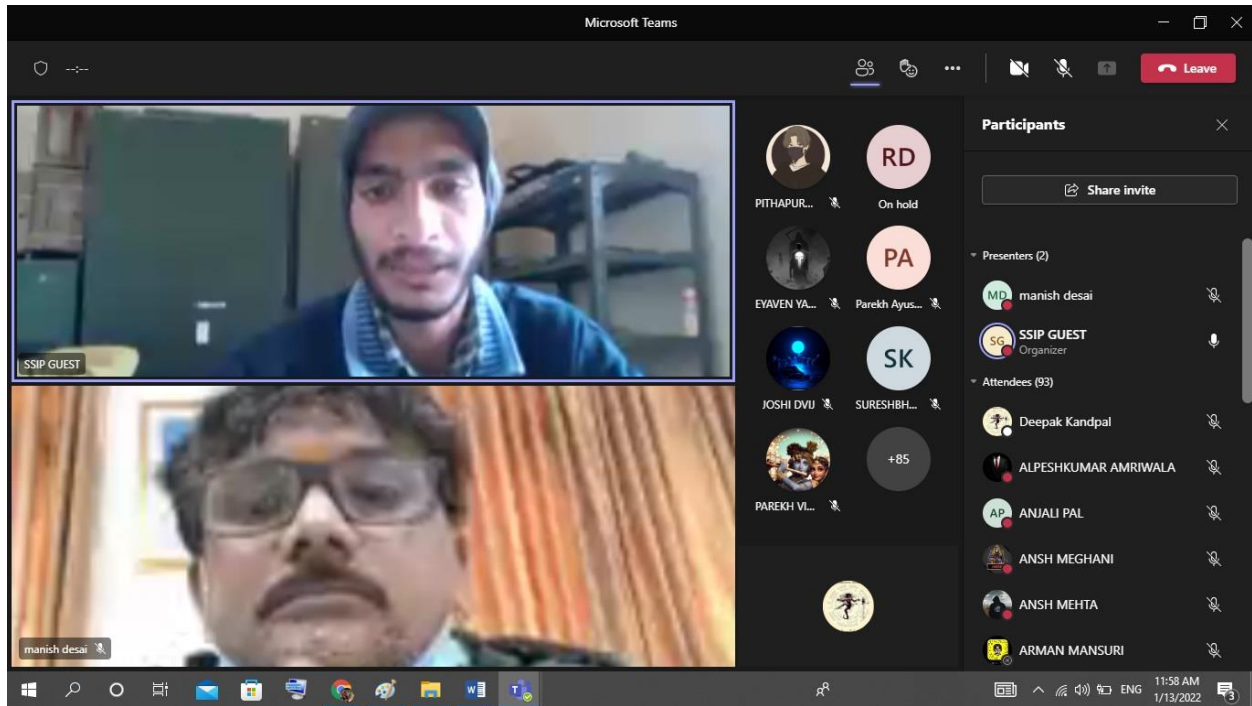 Microsoft Teams
--:--
Leave
SSIP GUEST
manish desai
PITHAPUR...
RD
On hold
EYAVEN YA...
PA
Parekh Ayus...
JOSHI DVIJ
SK
SURESHBH...
PAREKH VI...
+85
Participants
Share invite
Presenters (2)
MD manish desai
SG SSIP GUEST
Organizer
Attendees (93)
Deepak Kandpal
ALPESHKUMAR AMRIWALA
AP ANJALI PAL
ANSH MEGHANI
ANSH MEHTA
ARMAN MANSURI
ENG
11:58 AM
1/13/2022
3